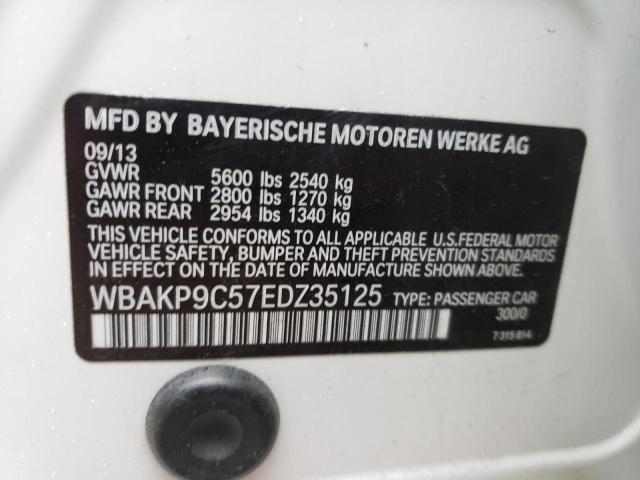 MFD BY BAYERISCHE MOTOREN WERKE AG
09/13
GVWR 5600 lbs 2540 kg
GAWR FRONT 2800 lbs 1270 kg
GAWR REAR 2954 lbs 1340 kg
THIS VEHICLE CONFORMS TO ALL APPLICABLE U.S.FEDERAL MOTOR
VEHICLE SAFETY, BUMPER AND THEFT PREVENTION STANDARDS
IN EFFECT ON THE DATE OF MANUFACTURE SHOWN ABOVE.
WBAKP9C57EDZ35125 TYPE: PASSENGER CAR
300/0
7315814